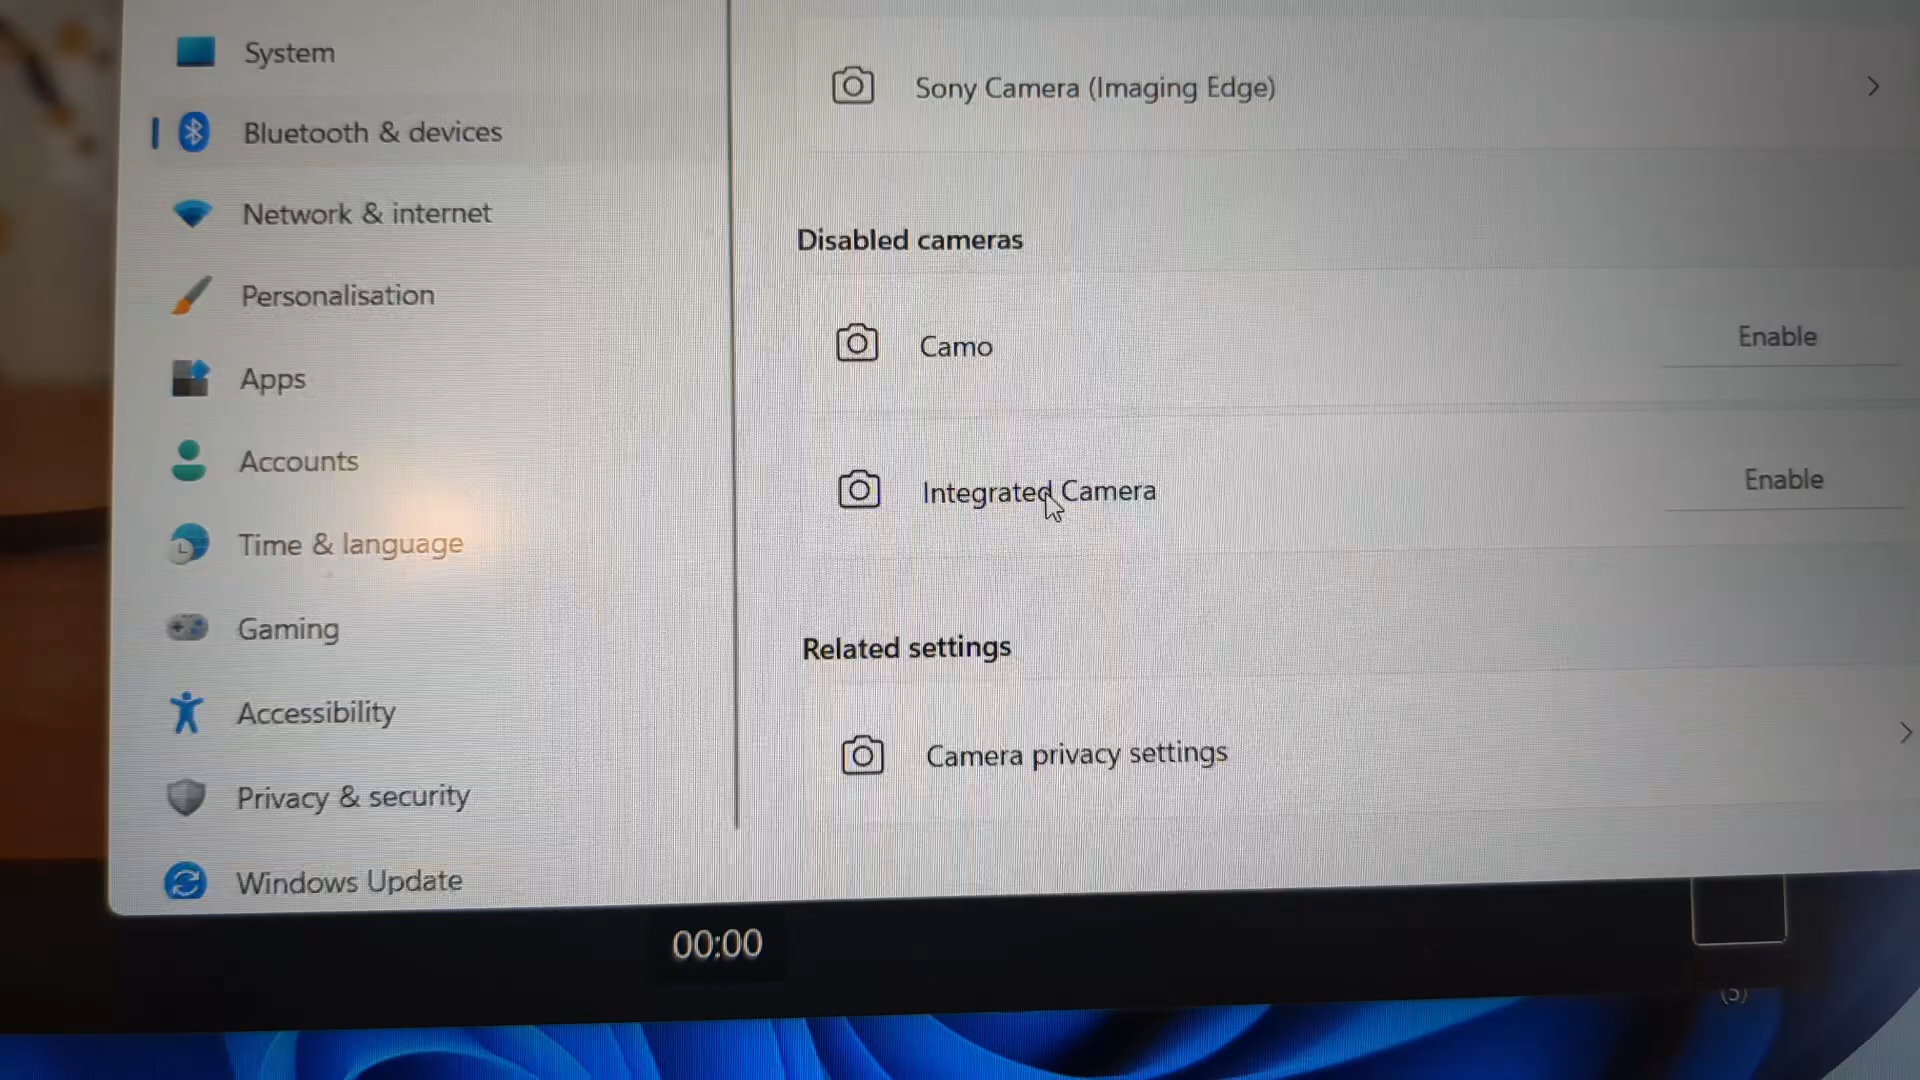 System
Bluetooth & devices
Network & internet
Personalisation
Apps
Accounts
Time & language
Gaming
Accessibility
Privacy & security
Windows Update
Sony Camera (Imaging Edge)
Disabled cameras
Camo
Enable
Integrated Camera
Enable
Related settings
Camera privacy settings
00:00